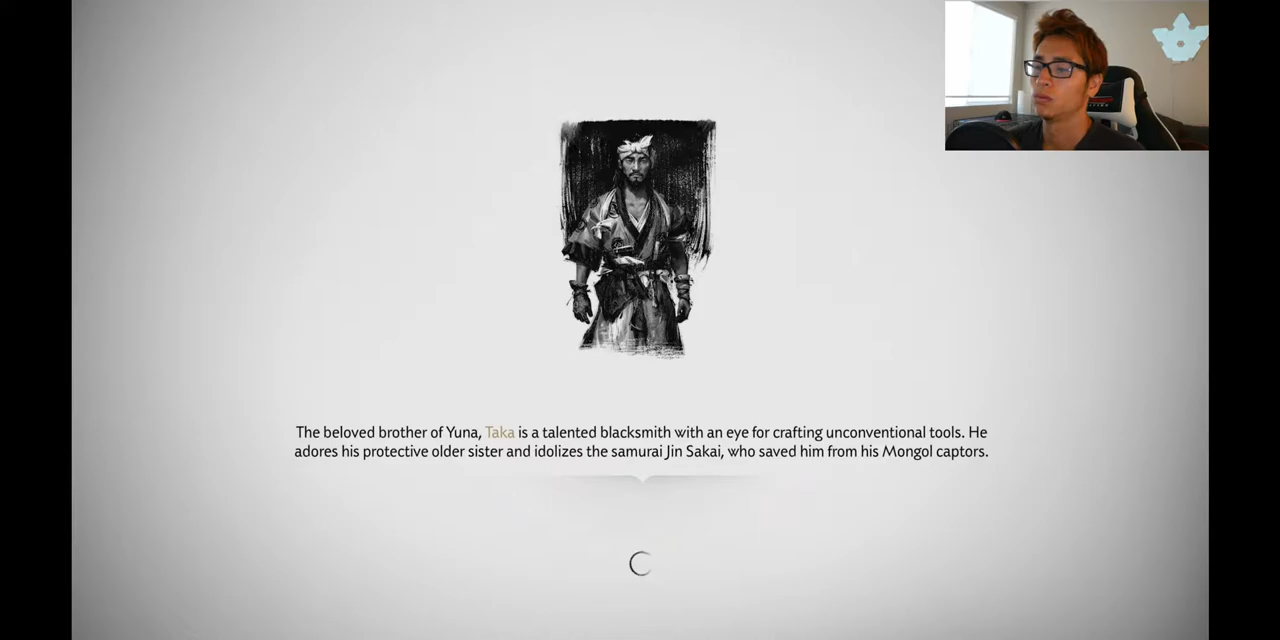 The beloved brother of Yuna, Taka is a talented blacksmith with an eye for crafting unconventional tools. He
adores his protective older sister and idolizes the samurai Jin Sakai, who saved him from his Mongol captors.